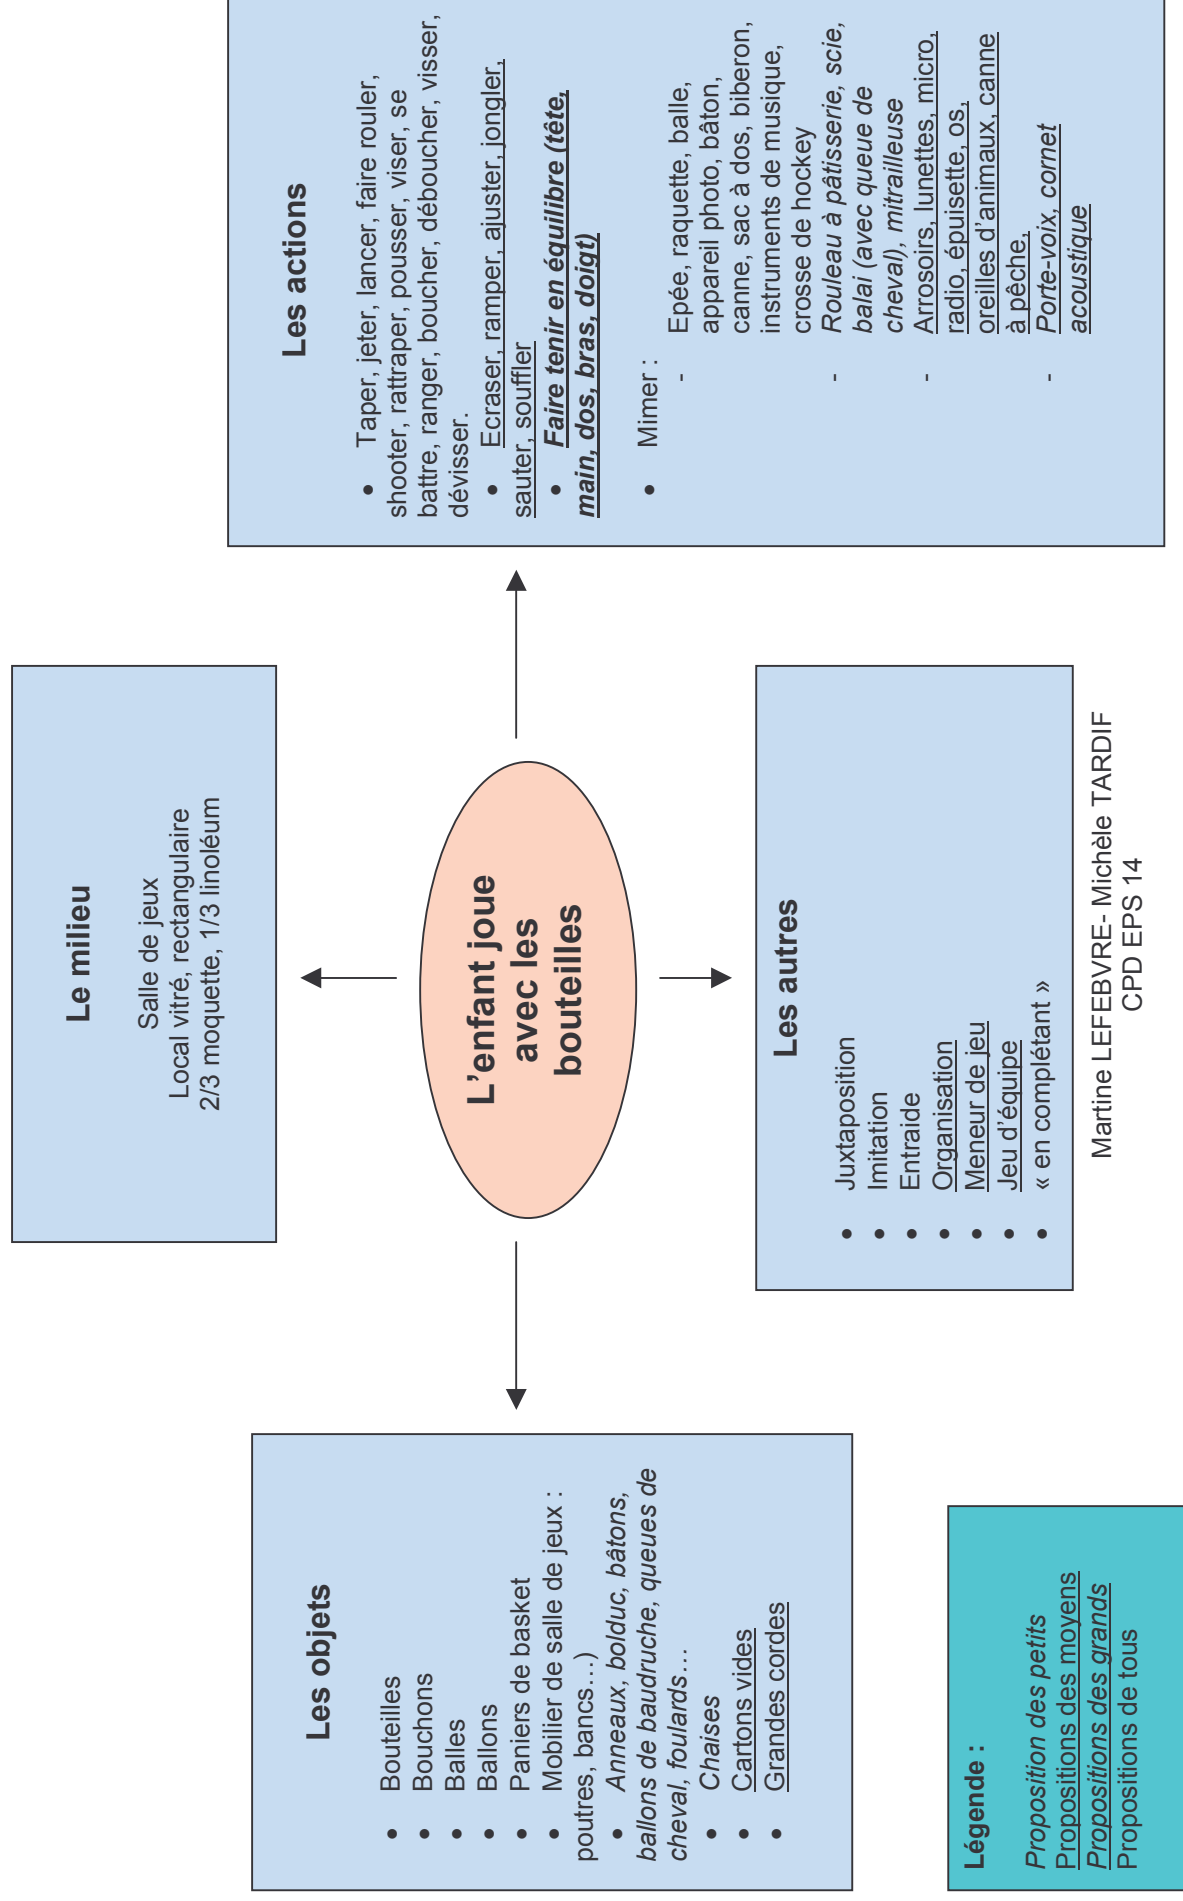 Le milieu
Salle de jeux
Local vitré, rectangulaire
2/3 moquette, 1/3 linoléum
Les objets
• Bouteilles
• Bouchons
• Balles
• Ballons
• Paniers de basket
• Mobilier de salle de jeux :
poutres, bancs…)
• Anneaux, bolduc, bâtons,
ballons de baudruche, queues de
cheval, foulards…
• Chaises
• Cartons vides
• Grandes cordes
L'enfant joue
avec les
bouteilles
Les actions
• Taper, jeter, lancer, faire rouler,
shooter, rattraper, pousser, viser, se
battre, ranger, boucher, déboucher, visser,
dévisser.
• Ecraser, ramper, ajuster, jongler,
sauter, souffler
• Faire tenir en équilibre (tête,
main, dos, bras, doigt)
• Mimer :
- Epée, raquette, balle,
appareil photo, bâton,
canne, sac à dos, biberon,
instruments de musique,
crosse de hockey
- Rouleau à pâtisserie, scie,
balai (avec queue de
cheval), mitrailleuse
- Arrosoirs, lunettes, micro,
radio, épuisette, os,
oreilles d'animaux, canne
à pêche,
- Porte-voix, cornet
acoustique
Les autres
• Juxtaposition
• Imitation
• Entraide
• Organisation
• Meneur de jeu
• Jeu d'équipe
• « en complétant »
Légende :
Proposition des petits
Propositions des moyens
Propositions des grands
Propositions de tous
Martine LEFEBVRE- Michèle TARDIF
CPD EPS 14